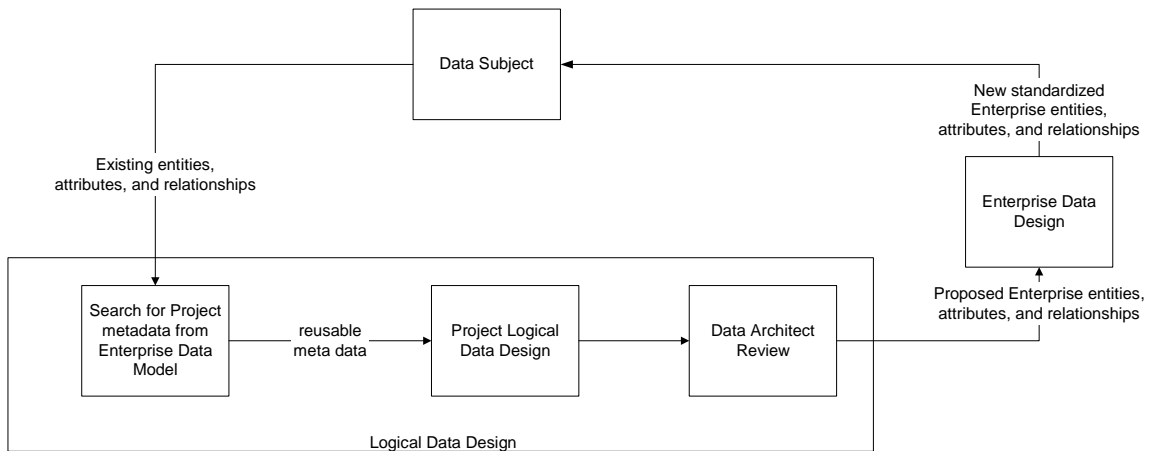 Data Subject
New standardized
Enterprise entities,
attributes, and relationships
Existing entities,
attributes, and relationships
Enterprise Data
Design
Search for Project
metadata from
Enterprise Data
Model
reusable
meta data
Project Logical
Data Design
Data Architect
Review
Proposed Enterprise entities,
attributes, and relationships
Logical Data Design